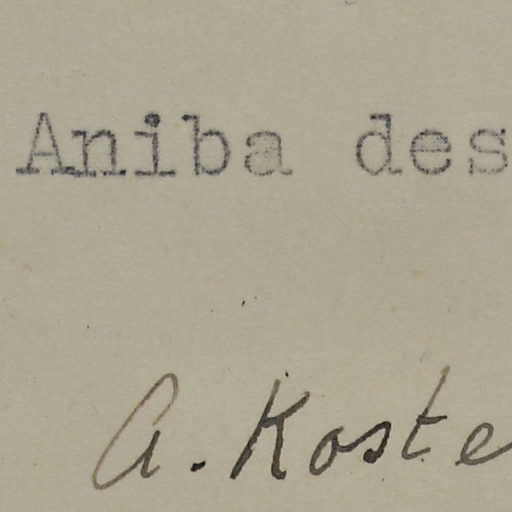 Aniba des
A. Koste